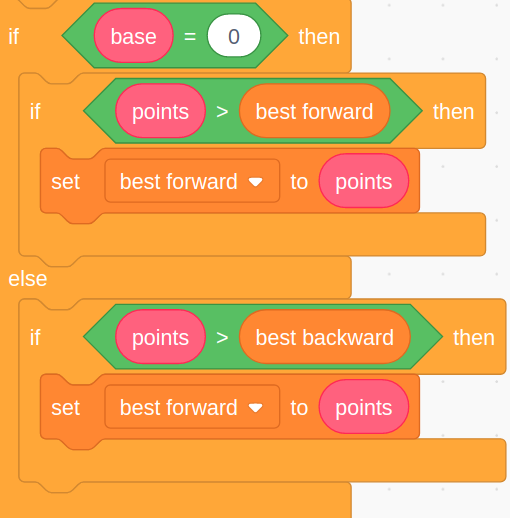 if base = 0 then
if points > best forward then
set best forward to points
else
if points > best backward then
set best forward to points